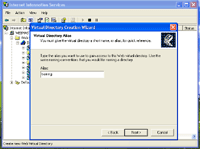 Internet Information Services
File Action View Help
Virtual Directory Creation Wizard
Virtual Directory Alias
You must give the virtual directory a short name, or alias, for quick reference.
Type the alias you want to use to gain access to this Web virtual directory. Use the
same naming conventions that you would for naming a directory.
Alias:
< Back
Next >
Cancel
Create new Web Virtual Directory